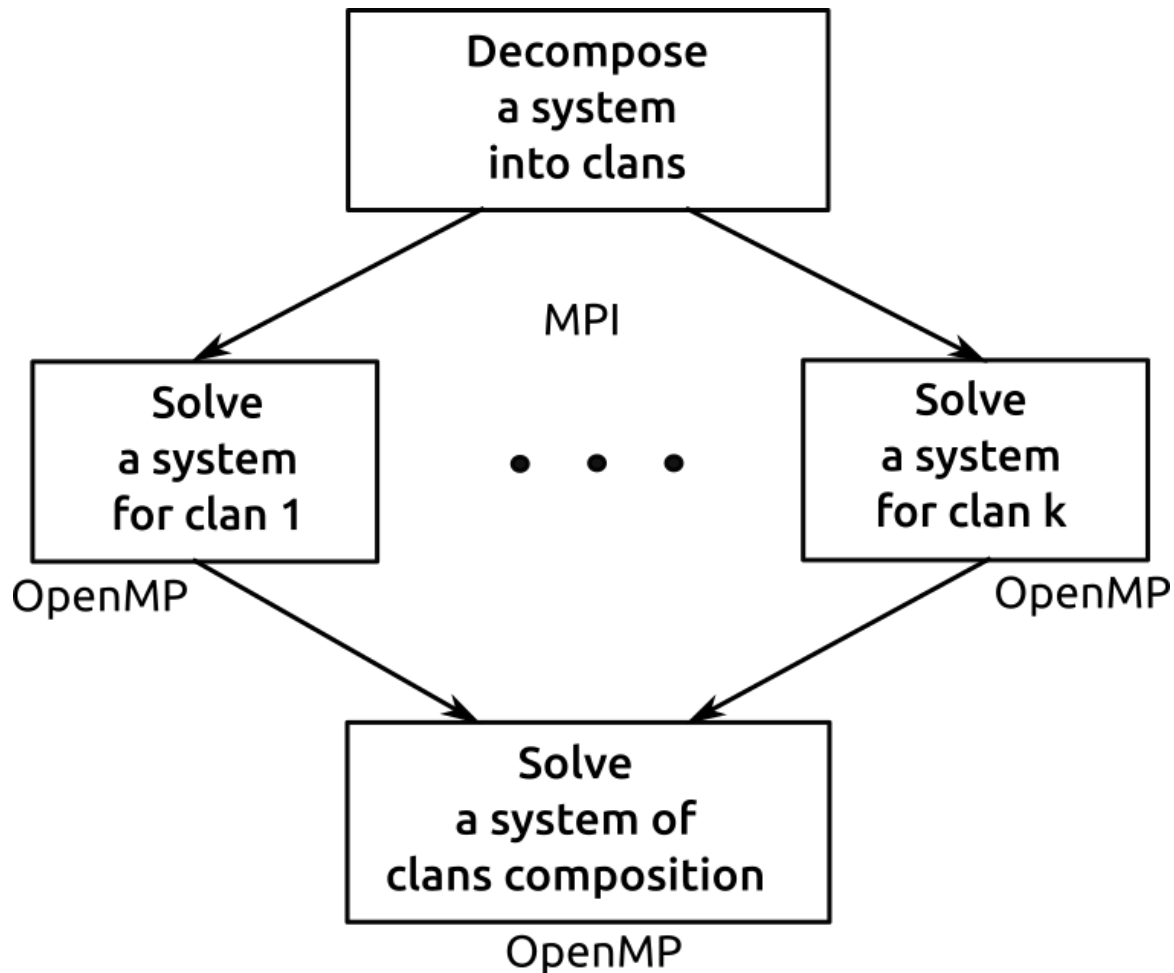 Decompose
a system
into clans
MPI
Solve
a system
for clan 1
• • •
Solve
a system
for clan k
OpenMP
OpenMP
Solve
a system of
clans composition
OpenMP